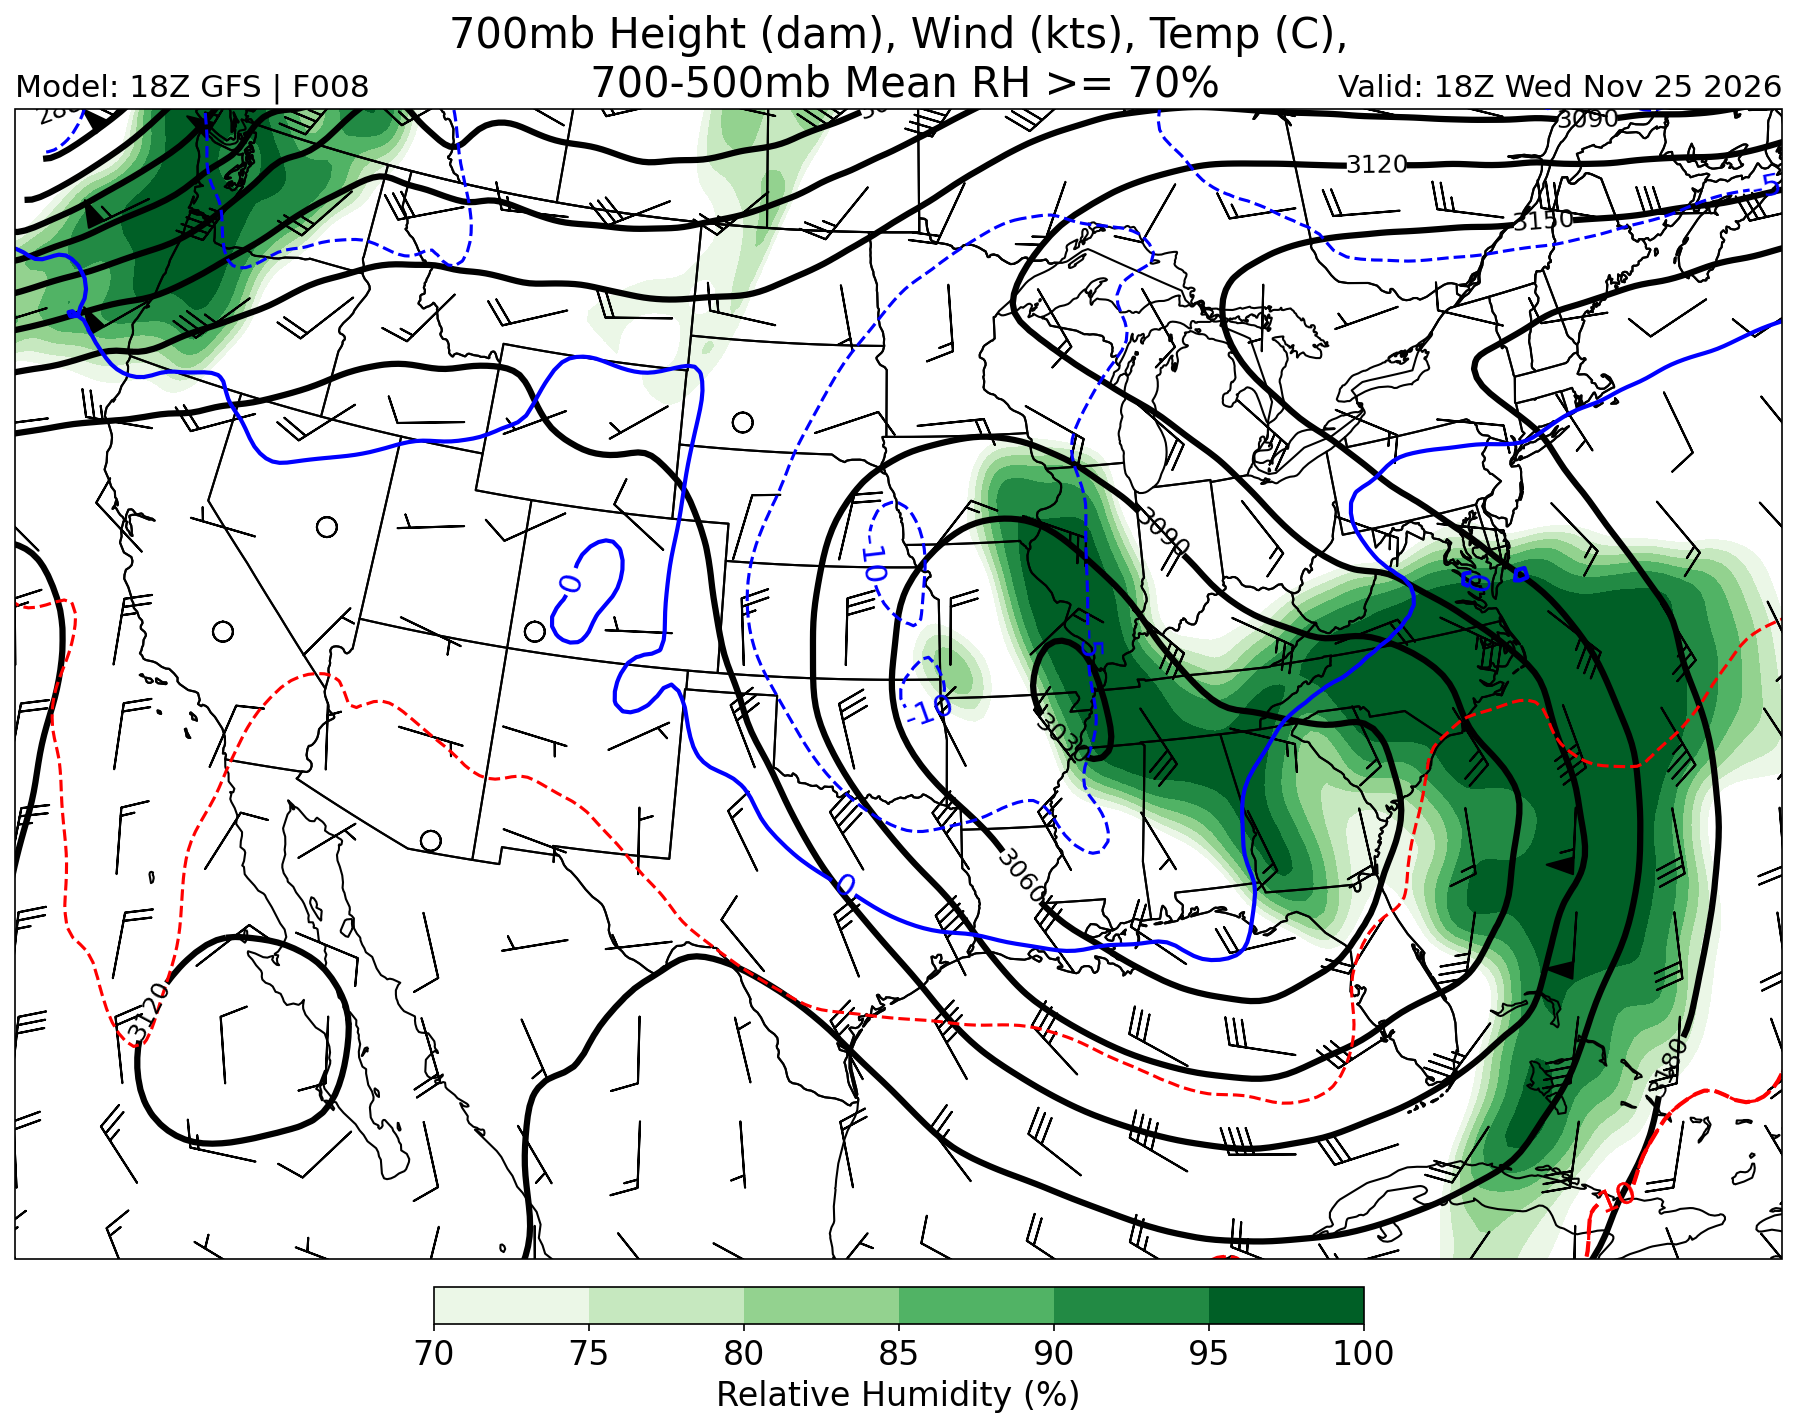 700mb Height (dam), Wind (kts), Temp (C),
Model: 18Z GFS | F008
700-500mb Mean RH >= 70%
Valid: 18Z Wed Nov 25 2026
3090
3120
3150
3090
-10
0
0
-10
3030
0
3060
3120
3180
10
70 75 80 85 90 95 100
Relative Humidity (%)